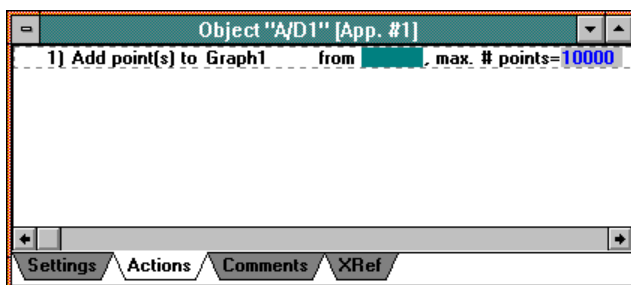 Object "A/D1" [App. #1]
1) Add point(s) to Graph1 from , max. # points=10000
Settings Actions Comments XRef